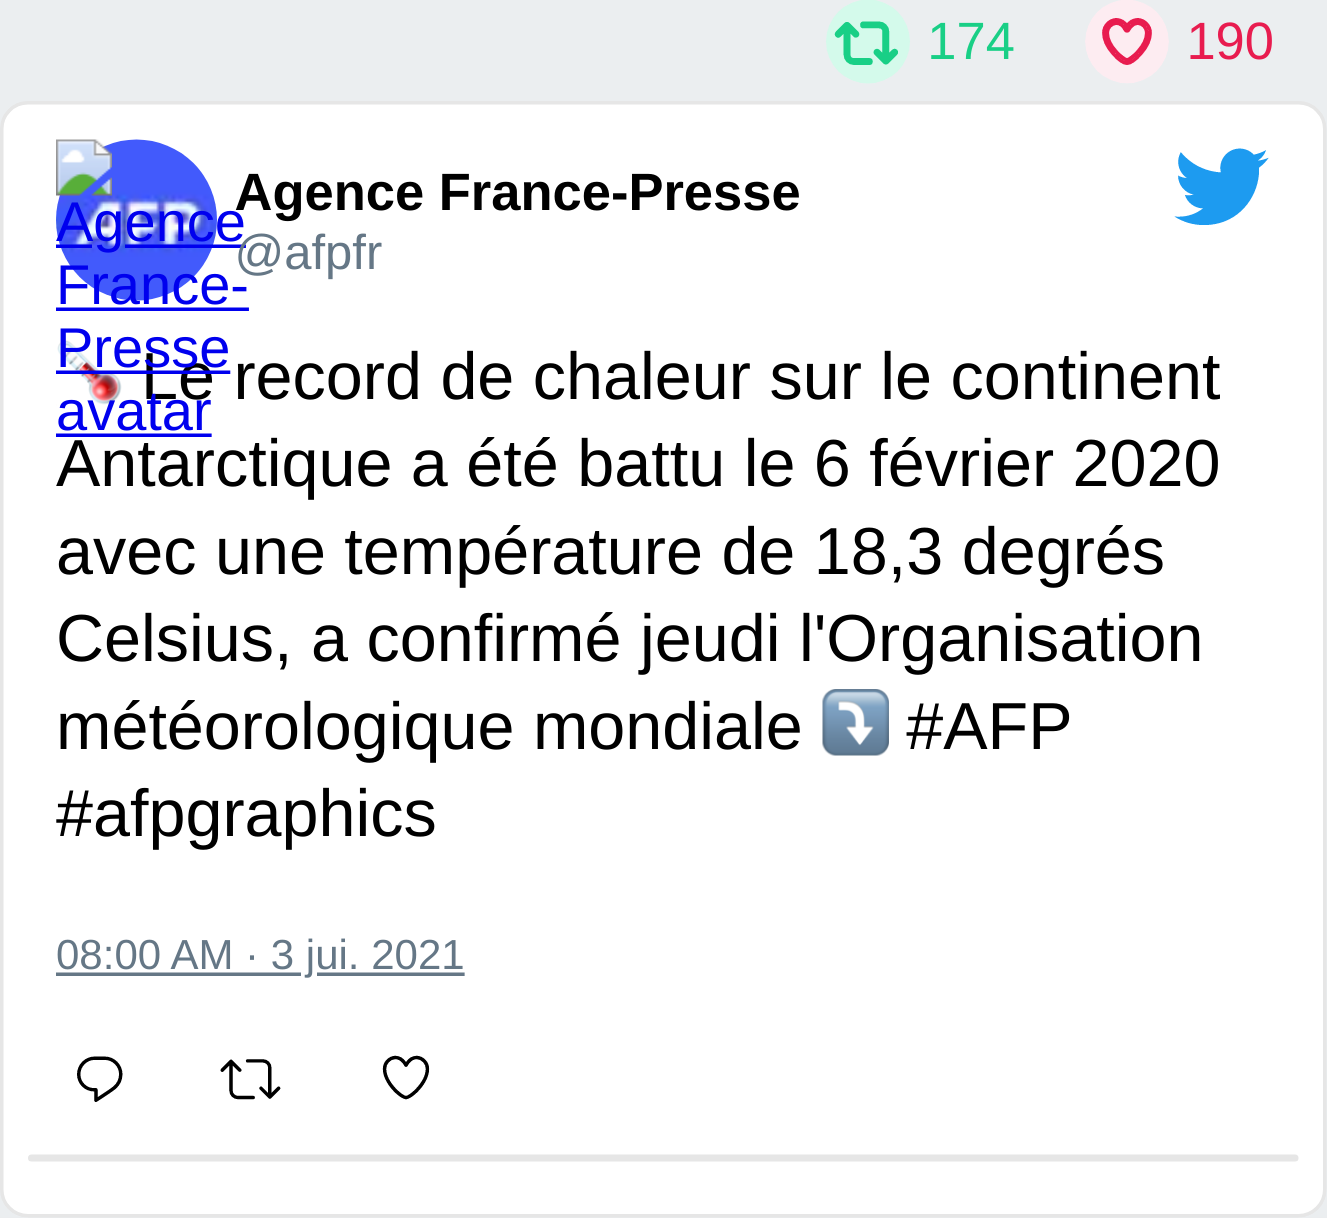 174 190
Agence France-Presse
@afpfr
AFP
Agence
France-
Presse
avatar
Le record de chaleur sur le continent
Antarctique a été battu le 6 février 2020
avec une température de 18,3 degrés
Celsius, a confirmé jeudi l'Organisation
météorologique mondiale ⤵️ #AFP
#afpgraphics
08:00 AM · 3 jui. 2021